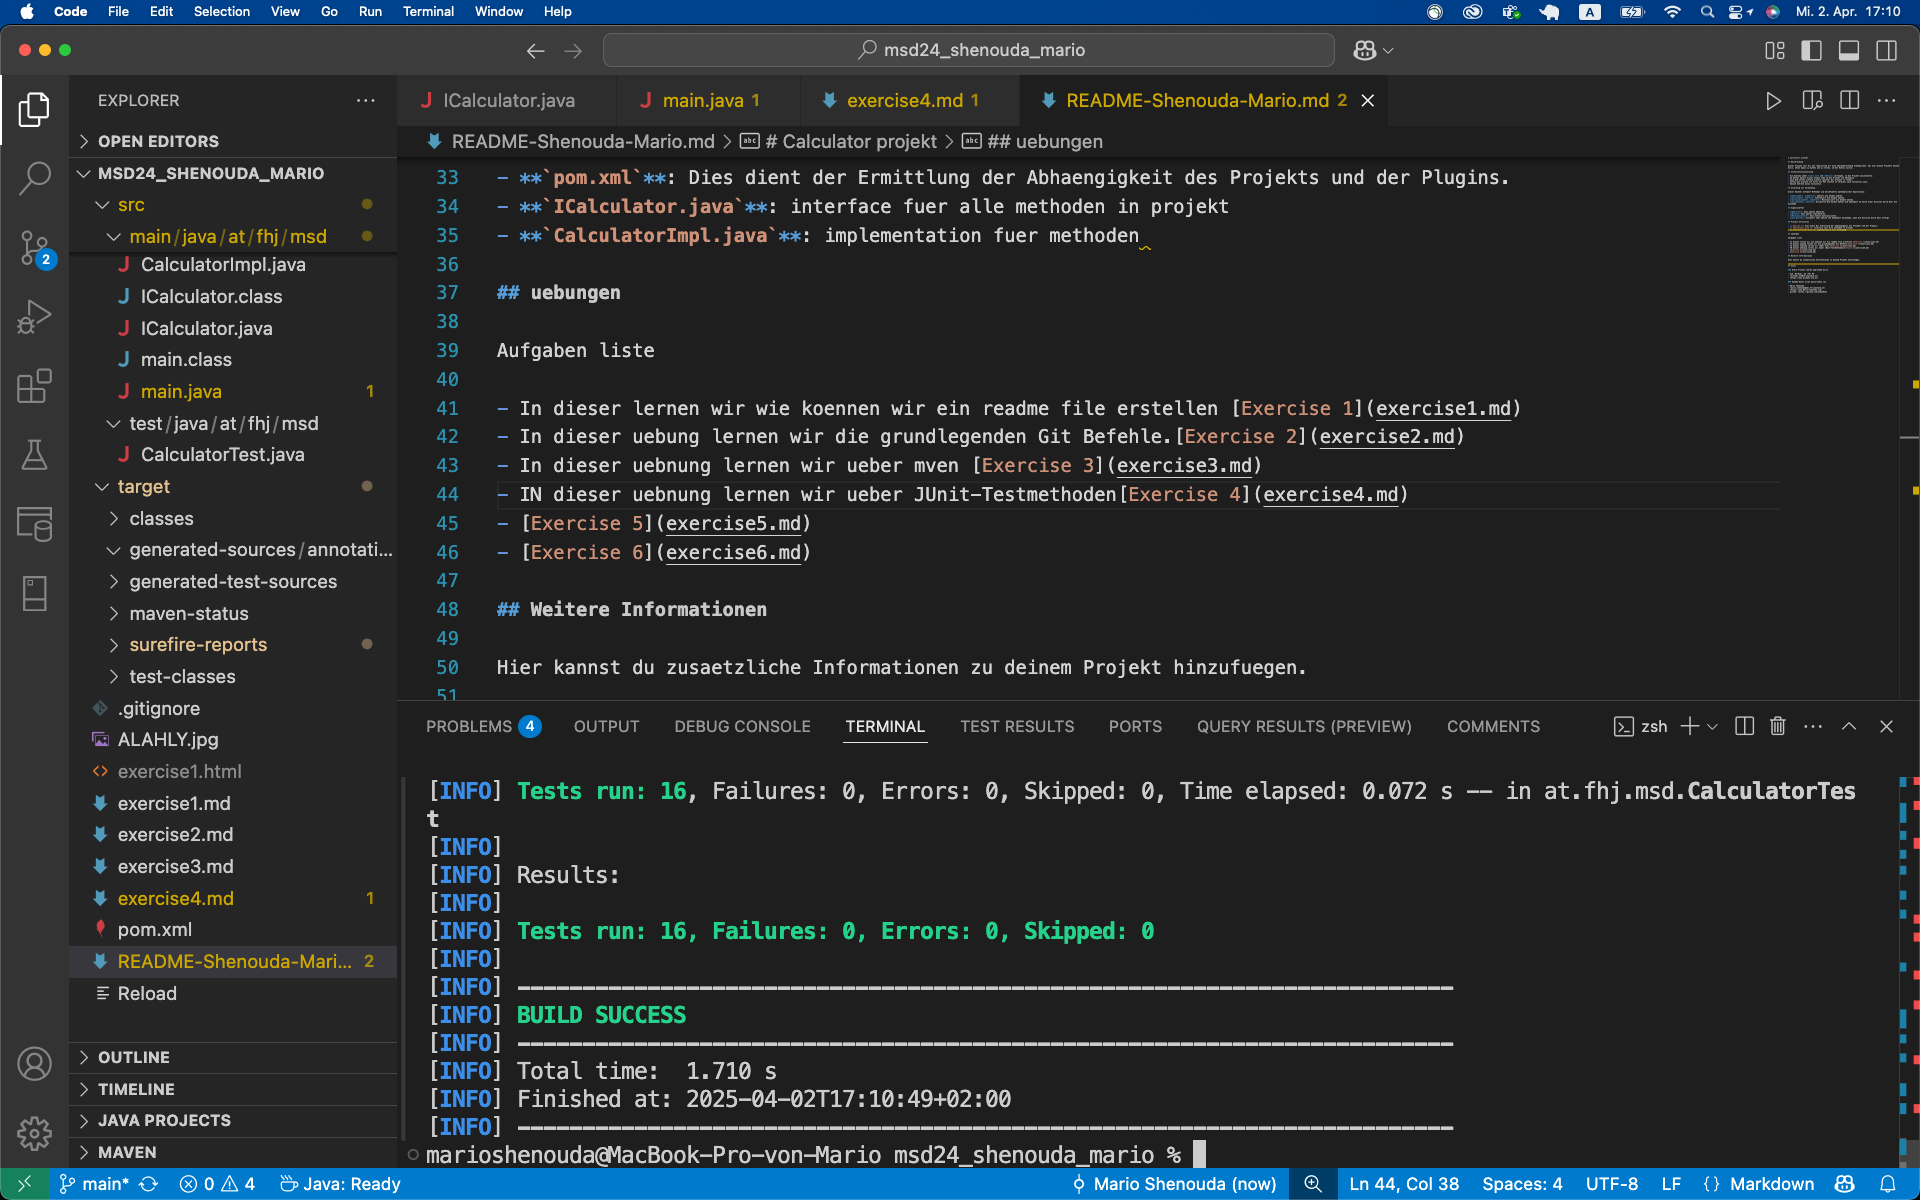 Code File Edit Selection View Go Run Terminal Window Help A Mi. 2. Apr. 17:10
msd24_shenouda_mario
EXPLORER
OPEN EDITORS
MSD24_SHENOUDA_MARIO
src
main/java/at/fhj/msd
CalculatorImpl.java
ICalculator.class
ICalculator.java
main.class
main.java 1
test/java/at/fhj/msd
CalculatorTest.java
target
classes
generated-sources/annotati...
generated-test-sources
maven-status
surefire-reports
test-classes
.gitignore
ALAHLY.jpg
exercise1.html
exercise1.md
exercise2.md
exercise3.md
exercise4.md 1
pom.xml
README-Shenouda-Mari... 2
Reload
OUTLINE
TIMELINE
JAVA PROJECTS
MAVEN
2
ICalculator.java main.java 1 exercise4.md 1 README-Shenouda-Mario.md 2
README-Shenouda-Mario.md > # Calculator projekt > ## uebungen
33 - **`pom.xml`**: Dies dient der Ermittlung der Abhaengigkeit des Projekts und der Plugins.
34 - **`ICalculator.java`**: interface fuer alle methoden in projekt
35 - **`CalculatorImpl.java`**: implementation fuer methoden
36
37 ## uebungen
38
39 Aufgaben liste
40
41 - In dieser lernen wir wie koennen wir ein readme file erstellen [Exercise 1](exercise1.md)
42 - In dieser uebung lernen wir die grundlegenden Git Befehle.[Exercise 2](exercise2.md)
43 - In dieser uebnung lernen wir ueber mven [Exercise 3](exercise3.md)
44 - IN dieser uebnung lernen wir ueber JUnit-Testmethoden[Exercise 4](exercise4.md)
45 - [Exercise 5](exercise5.md)
46 - [Exercise 6](exercise6.md)
47
48 ## Weitere Informationen
49
50 Hier kannst du zusaetzliche Informationen zu deinem Projekt hinzufuegen.
51
PROBLEMS 4 OUTPUT DEBUG CONSOLE TERMINAL TEST RESULTS PORTS QUERY RESULTS (PREVIEW) COMMENTS zsh
[INFO] Tests run: 16, Failures: 0, Errors: 0, Skipped: 0, Time elapsed: 0.072 s -- in at.fhj.msd.CalculatorTes
t
[INFO]
[INFO] Results:
[INFO]
[INFO] Tests run: 16, Failures: 0, Errors: 0, Skipped: 0
[INFO]
[INFO] ------------------------------------------------------------------------
[INFO] BUILD SUCCESS
[INFO] ------------------------------------------------------------------------
[INFO] Total time:  1.710 s
[INFO] Finished at: 2025-04-02T17:10:49+02:00
[INFO] ------------------------------------------------------------------------
marioshenouda@MacBook-Pro-von-Mario msd24_shenouda_mario %
main* 0 4 Java: Ready Mario Shenouda (now) Ln 44, Col 38 Spaces: 4 UTF-8 LF {} Markdown